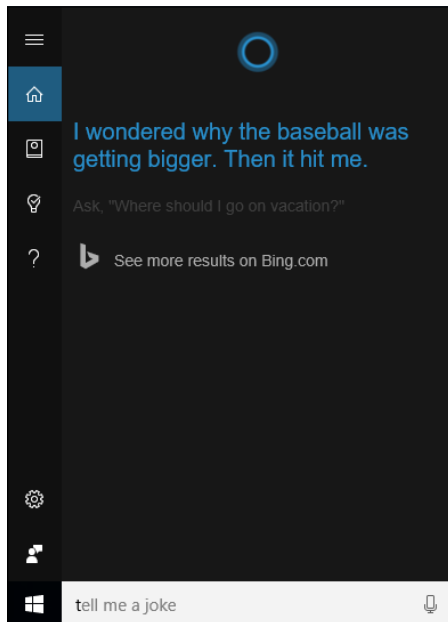 I wondered why the baseball was
getting bigger. Then it hit me.
Ask, "Where should I go on vacation?"
See more results on Bing.com
tell me a joke